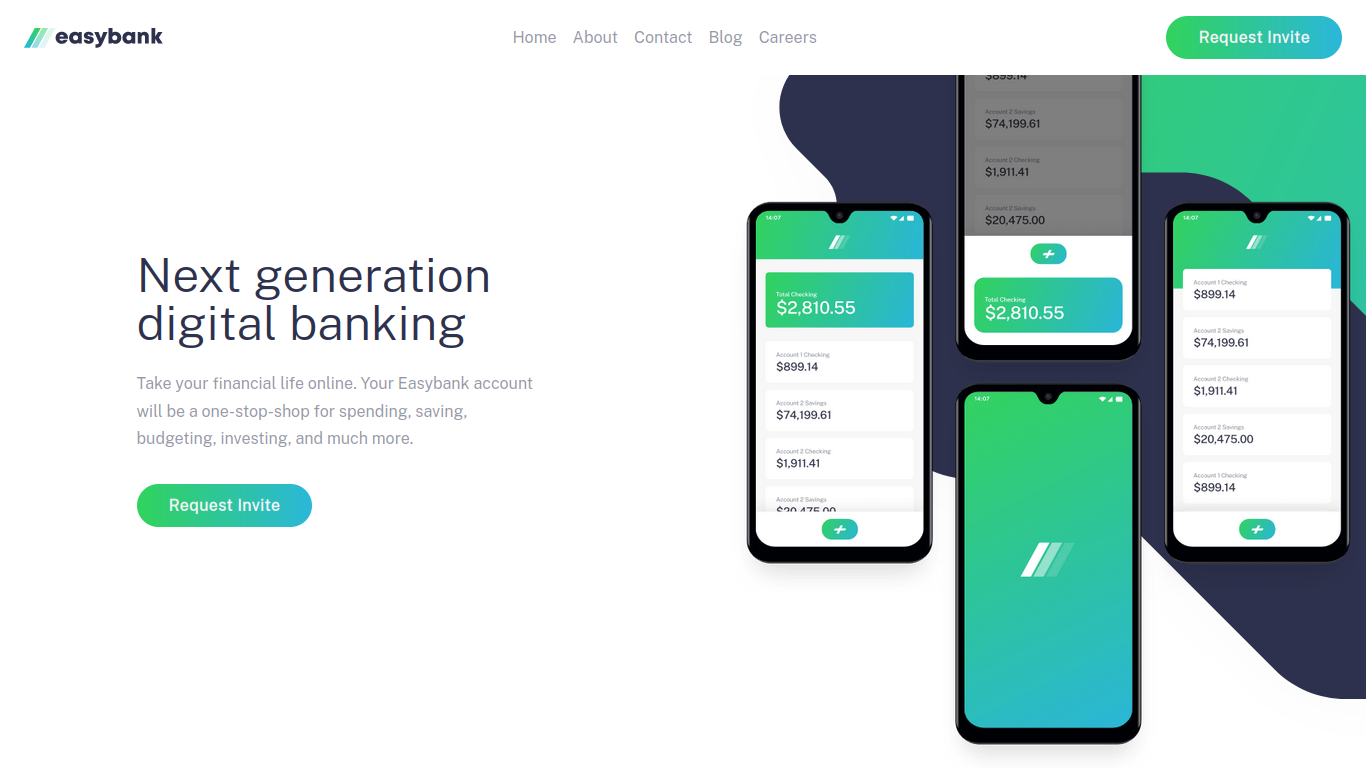 easybank
Home About Contact Blog Careers
Request Invite
Next generation
digital banking
Take your financial life online. Your Easybank account
will be a one-stop-shop for spending, saving,
budgeting, investing, and much more.
Request Invite
14:07
Total Checking
$2,810.55
Account 1 Checking
$899.14
Account 2 Savings
$74,199.61
Account 2 Checking
$1,911.41
Account 2 Savings
$20,475.00
$899.14
Account 2 Savings
$74,199.61
Account 2 Checking
$1,911.41
Account 2 Savings
$20,475.00
Total Checking
$2,810.55
14:07
14:07
Account 1 Checking
$899.14
Account 2 Savings
$74,199.61
Account 2 Checking
$1,911.41
Account 2 Savings
$20,475.00
Account 1 Checking
$899.14